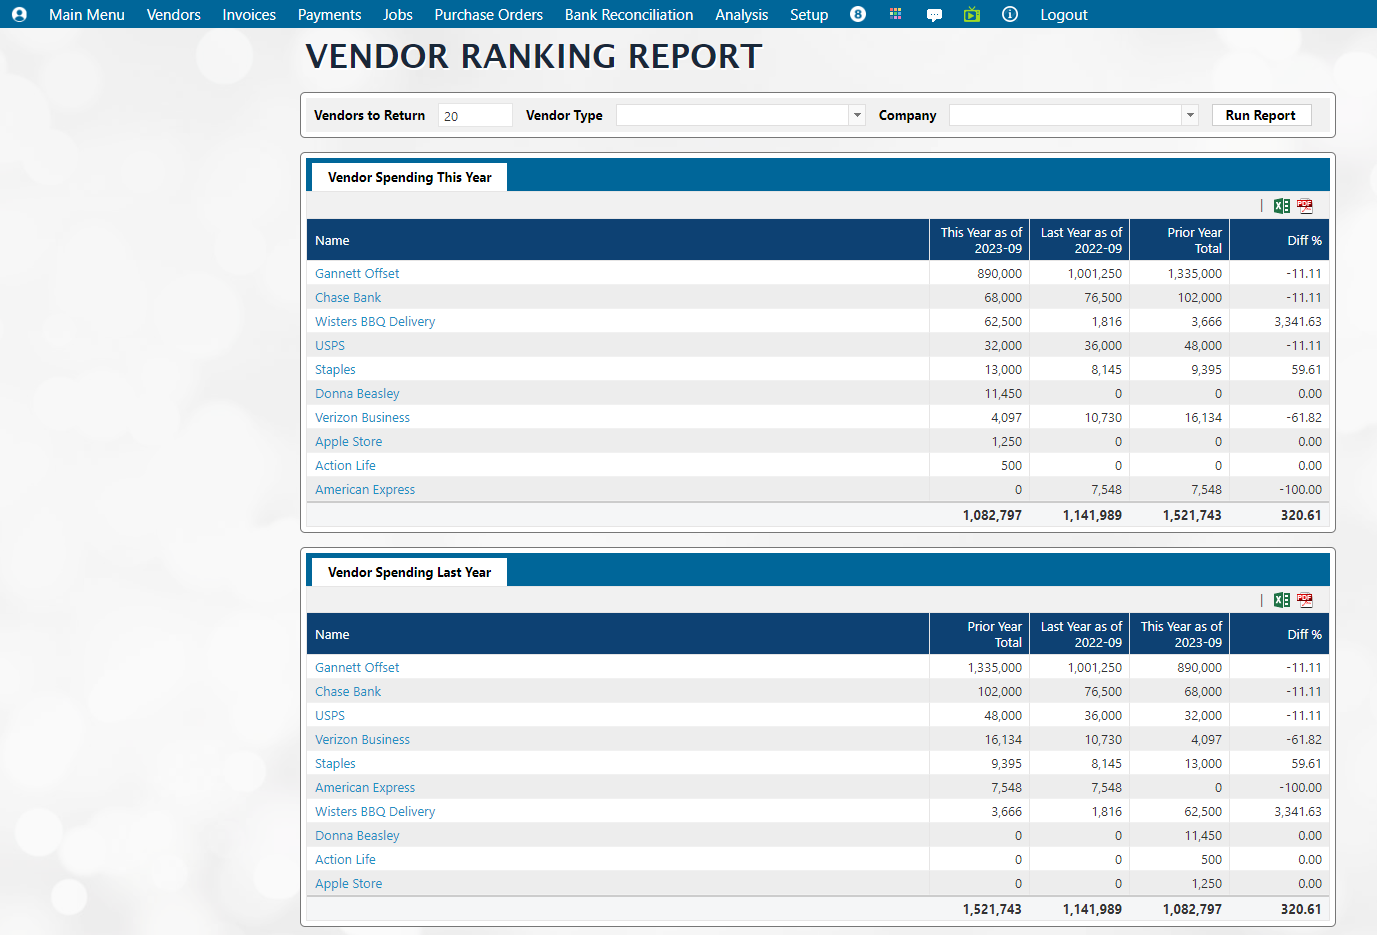 Main Menu Vendors Invoices Payments Jobs Purchase Orders Bank Reconciliation Analysis Setup 8 Logout
VENDOR RANKING REPORT
Vendors to Return 20 Vendor Type Company Run Report
Vendor Spending This Year
Name This Year as of 2023-09 Last Year as of 2022-09 Prior Year Total Diff %
Gannett Offset 890,000 1,001,250 1,335,000 -11.11
Chase Bank 68,000 76,500 102,000 -11.11
Wisters BBQ Delivery 62,500 1,816 3,666 3,341.63
USPS 32,000 36,000 48,000 -11.11
Staples 13,000 8,145 9,395 59.61
Donna Beasley 11,450 0 0 0.00
Verizon Business 4,097 10,730 16,134 -61.82
Apple Store 1,250 0 0 0.00
Action Life 500 0 0 0.00
American Express 0 7,548 7,548 -100.00
1,082,797 1,141,989 1,521,743 320.61
Vendor Spending Last Year
Name Prior Year Total Last Year as of 2022-09 This Year as of 2023-09 Diff %
Gannett Offset 1,335,000 1,001,250 890,000 -11.11
Chase Bank 102,000 76,500 68,000 -11.11
USPS 48,000 36,000 32,000 -11.11
Verizon Business 16,134 10,730 4,097 -61.82
Staples 9,395 8,145 13,000 59.61
American Express 7,548 7,548 0 -100.00
Wisters BBQ Delivery 3,666 1,816 62,500 3,341.63
Donna Beasley 0 0 11,450 0.00
Action Life 0 0 500 0.00
Apple Store 0 0 1,250 0.00
1,521,743 1,141,989 1,082,797 320.61